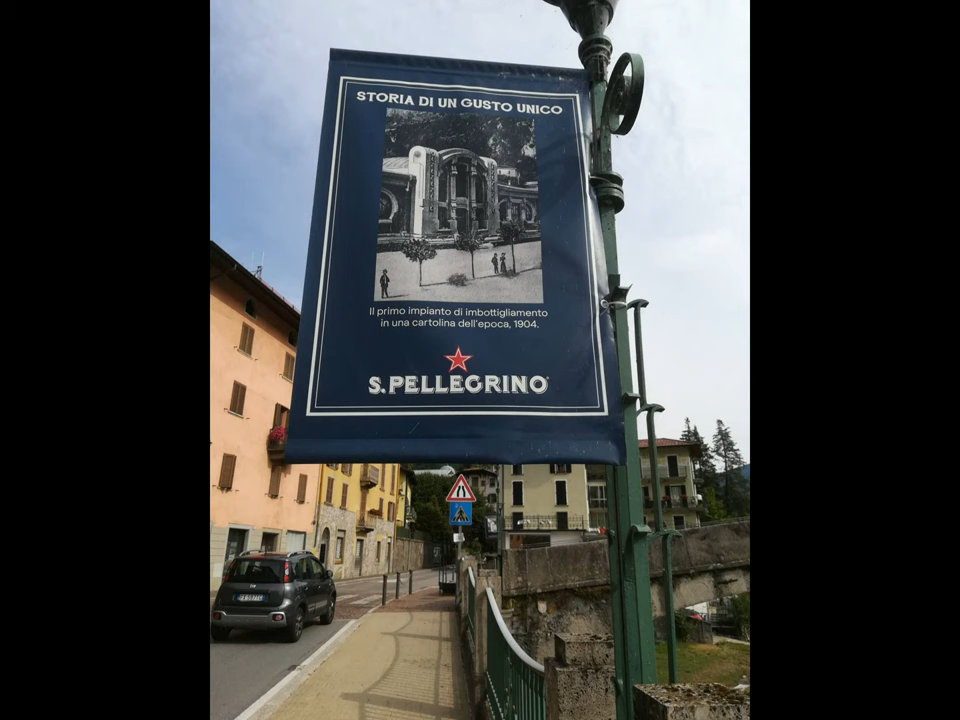 STORIA DI UN GUSTO UNICO
Il primo impianto di imbottigliamento
in una cartolina dell'epoca, 1904.
S.PELLEGRINO